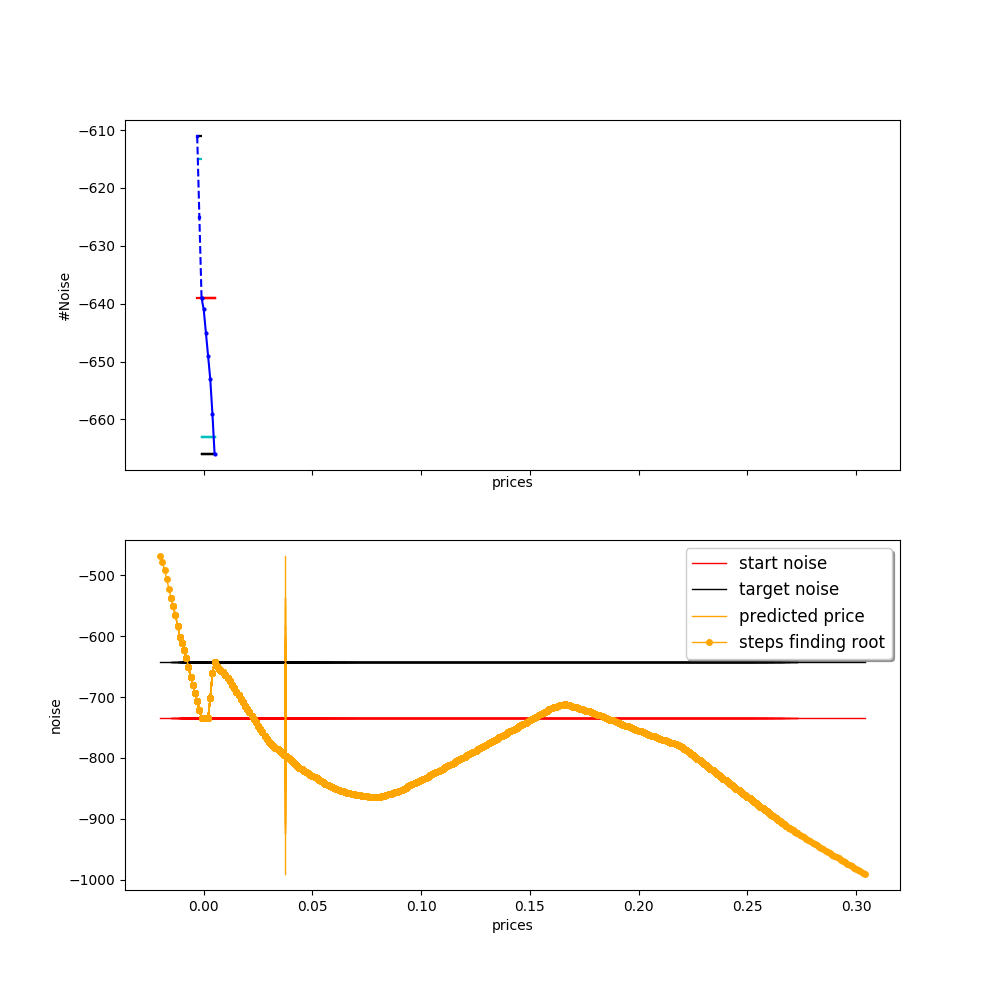 −610
−620
−630
−640
−650
−660
#Noise
prices
−500
−600
−700
−800
−900
−1000
noise
start noise
target noise
predicted price
steps finding root
0.00 0.05 0.10 0.15 0.20 0.25 0.30
prices